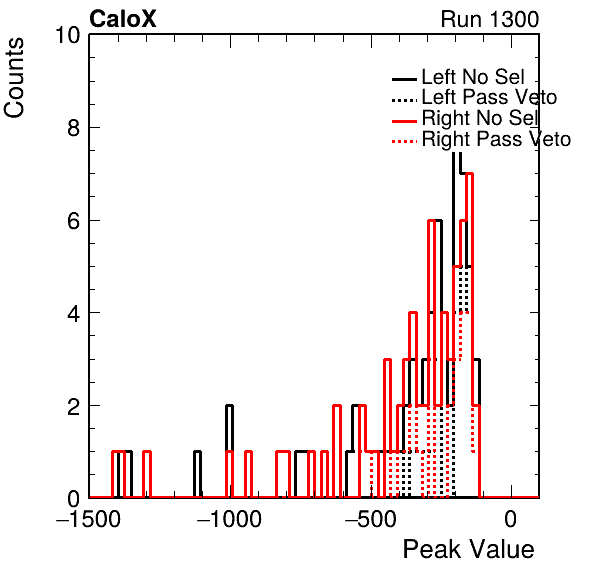 CaloX Run 1300
Counts
10
8
6
4
2
0
Left No Sel
Left Pass Veto
Right No Sel
Right Pass Veto
−1500 −1000 −500 0
Peak Value